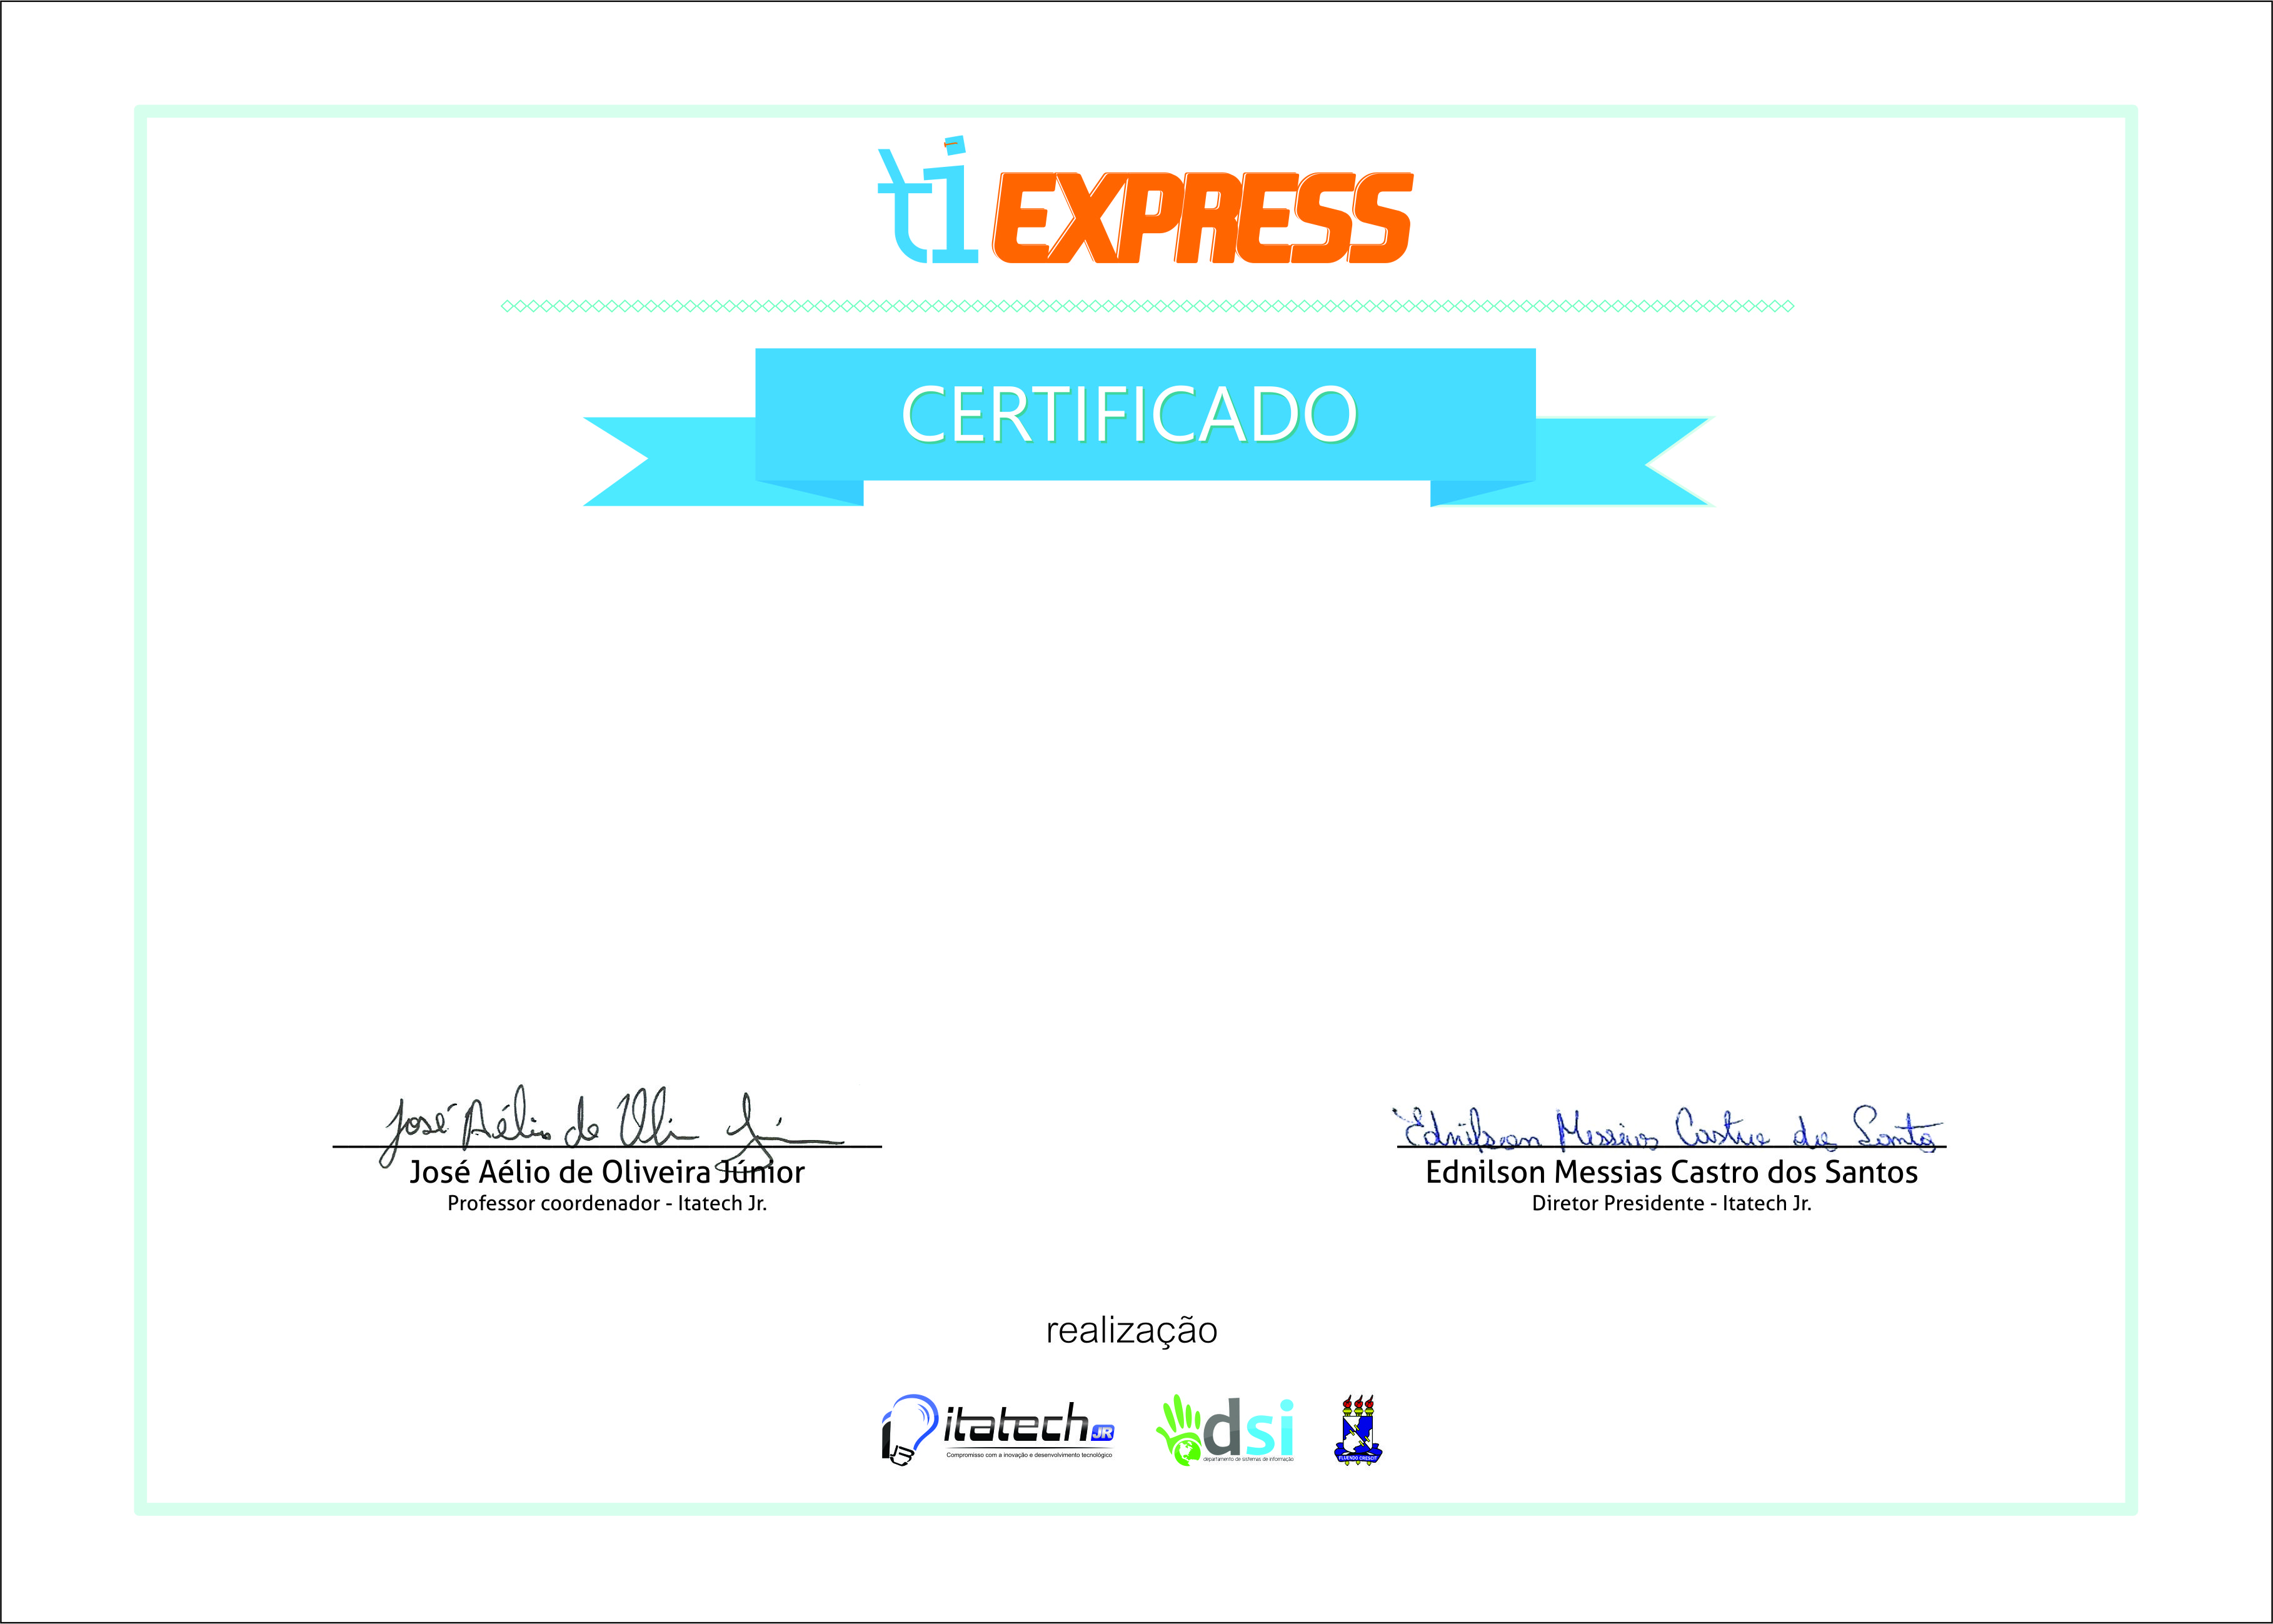 ti EXPRESS
CERTIFICADO
José Aélio de Oliveira Júnior
José Aélio de Oliveira Júnior
Professor coordenador - Itatech Jr.
Ednilson Messias Castro dos Santos
Ednilson Messias Castro dos Santos
Diretor Presidente - Itatech Jr.
realização
itatech JR
Compromisso com a inovação e desenvolvimento tecnológico
dsi
departamento de sistemas de informação
FLUENDO CRESCIT